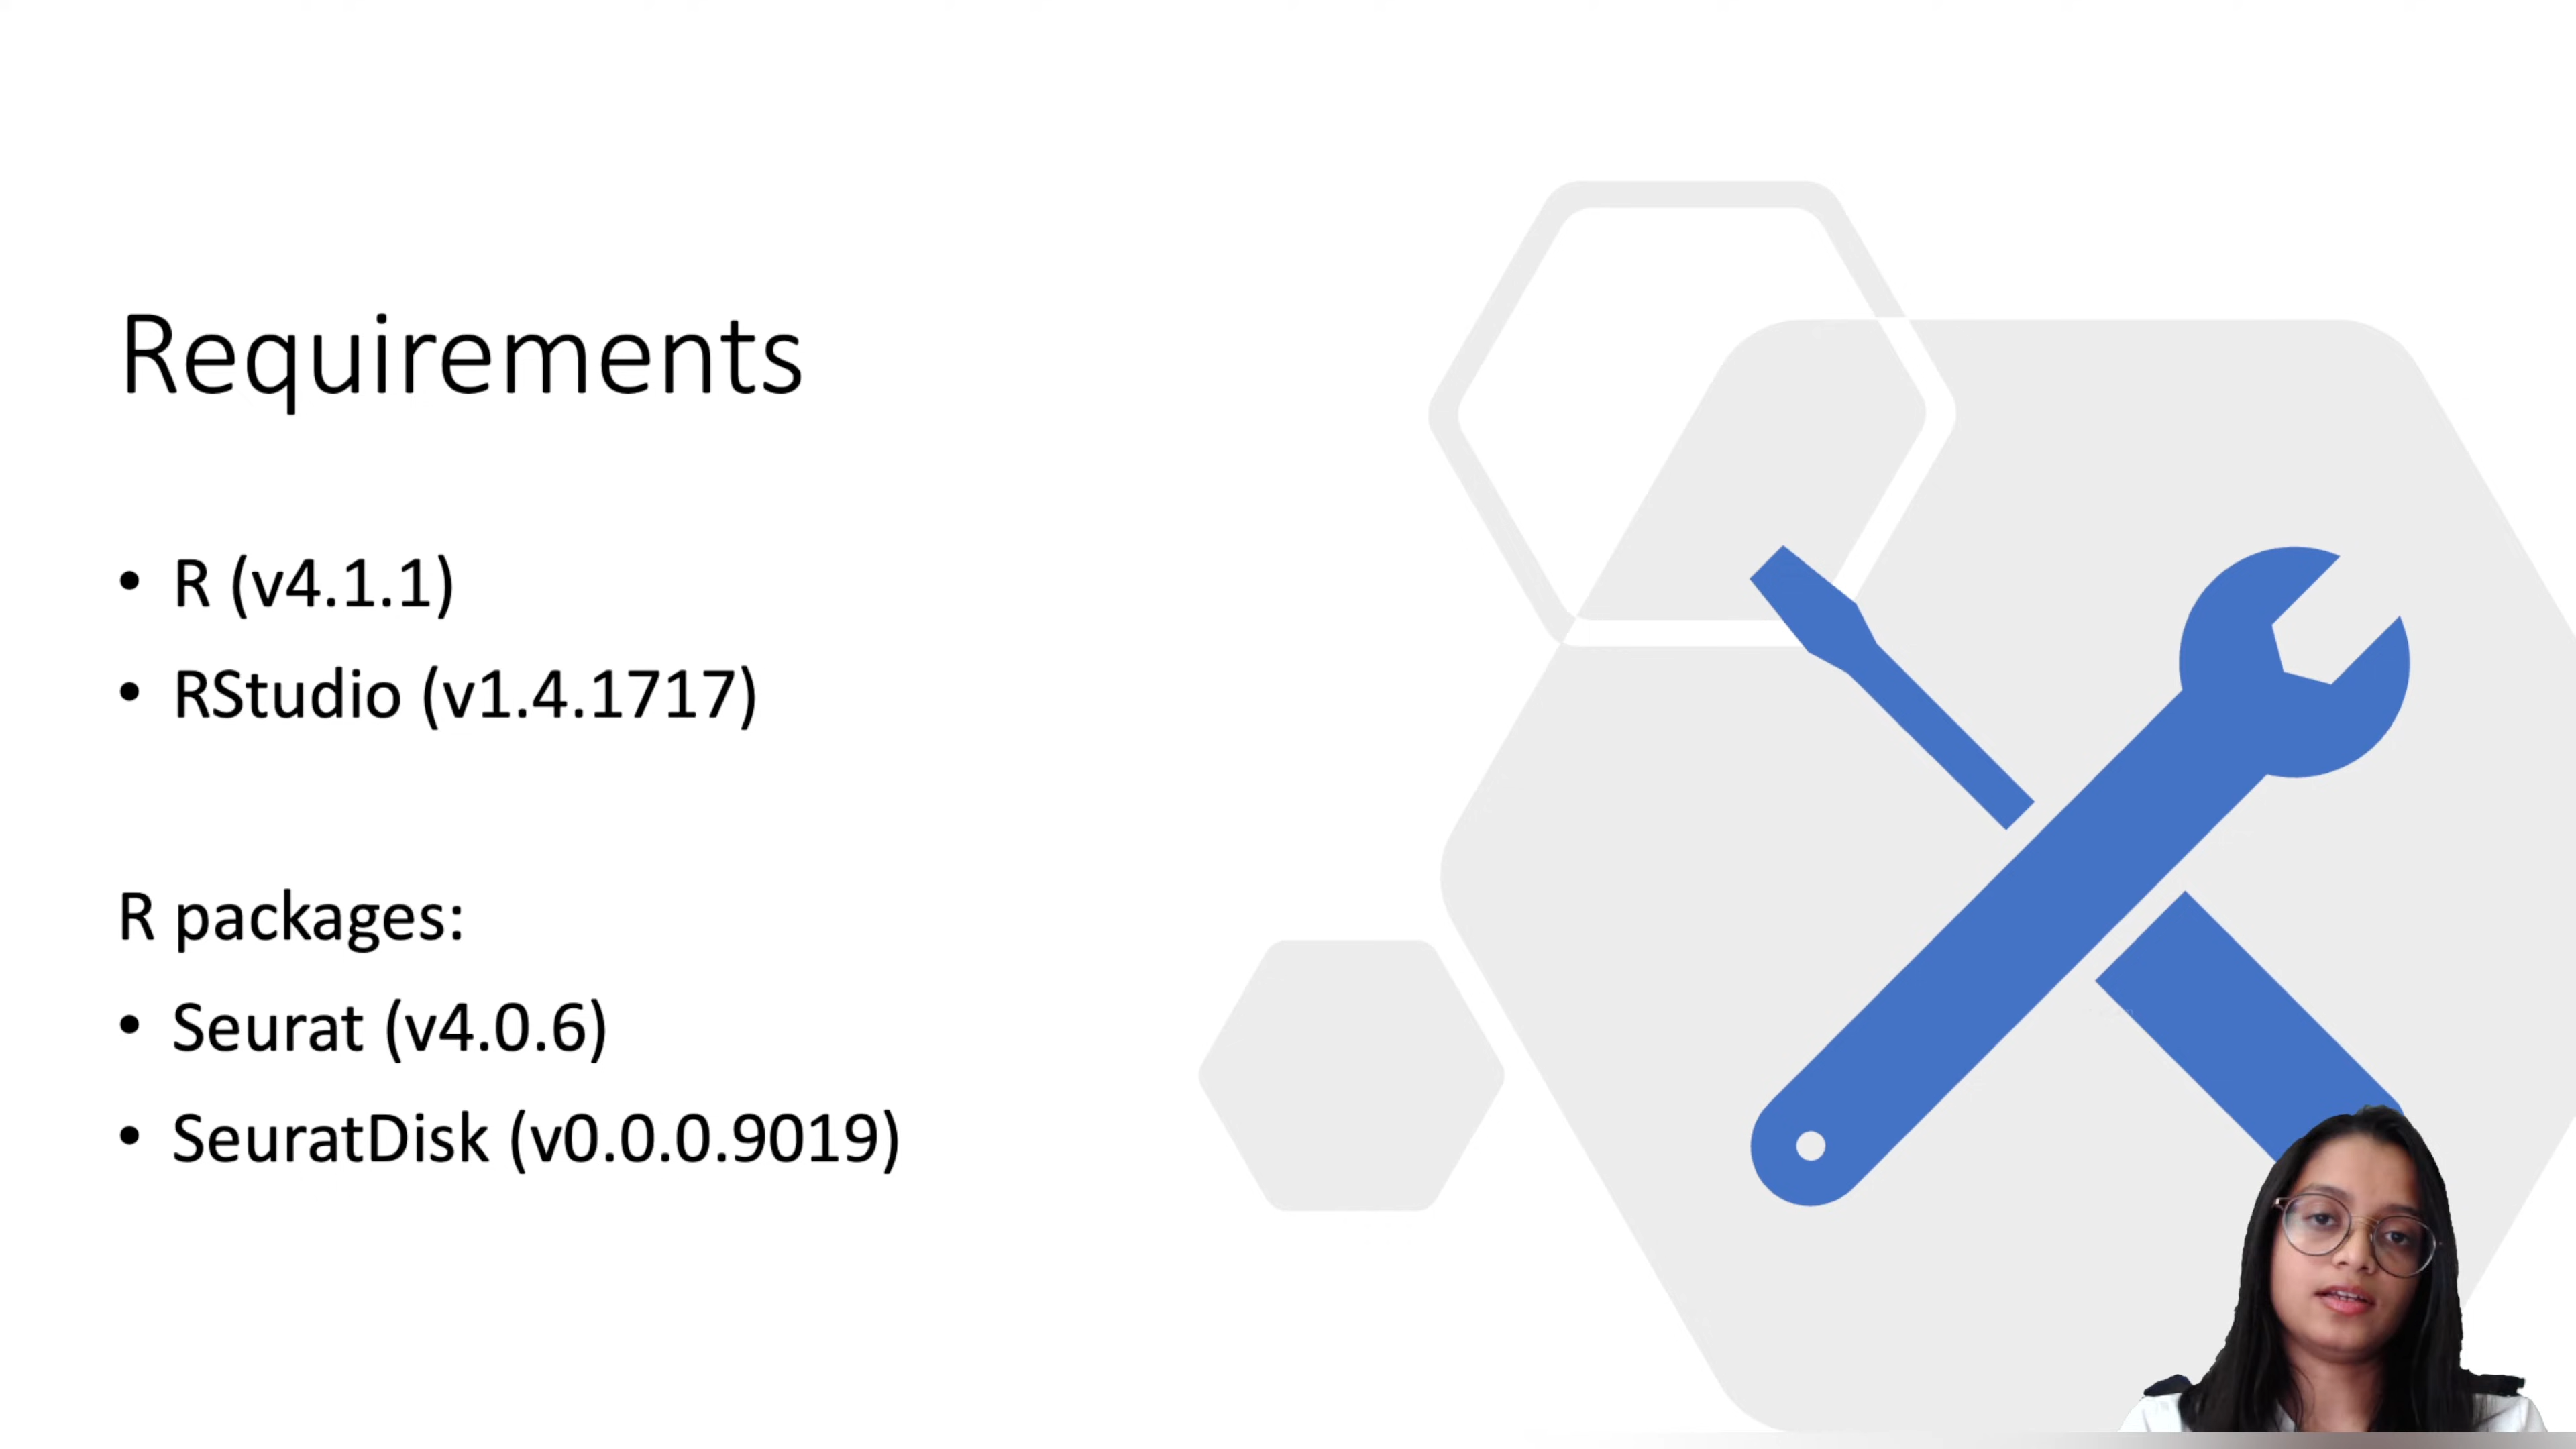 Requirements
• R (v4.1.1)
• RStudio (v1.4.1717)
R packages:
• Seurat (v4.0.6)
• SeuratDisk (v0.0.0.9019)